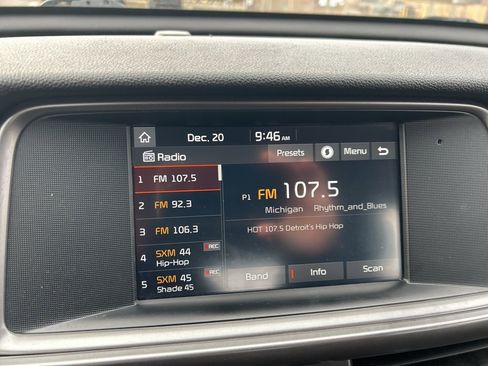 Dec. 20 9:46 AM
Radio Presets Menu
1 FM 107.5
2 FM 92.3
3 FM 106.3
4 SXM 44 REC
Hip-Hop
5 SXM 45 REC
Shade 45
P1 FM 107.5
Michigan Rhythm_and_Blues
HOT 107.5 Detroit's Hip Hop
Band Info Scan